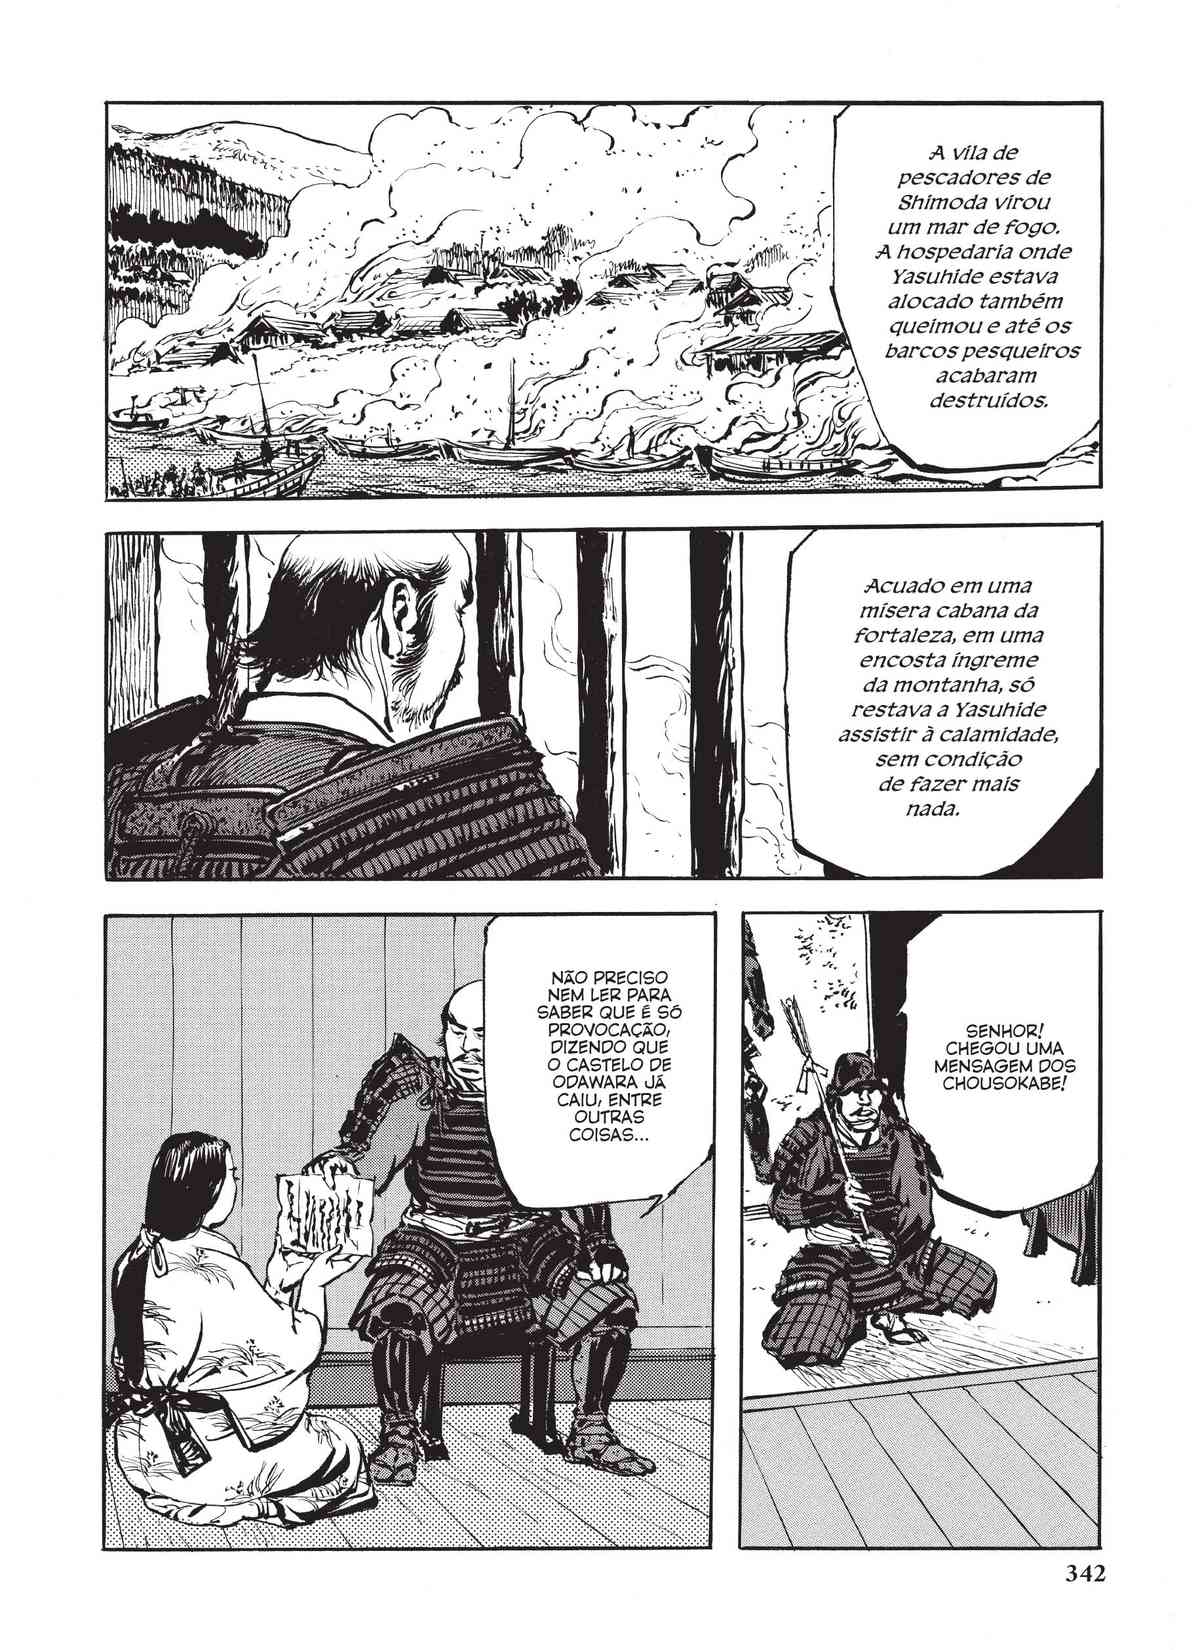 A vila de
pescadores de
Shimoda virou
um mar de fogo.
A hospedaria onde
Yasuhide estava
alocado também
queimou e até os
barcos pesqueiros
acabaram
destruídos.
Acuado em uma
mísera cabana da
fortaleza, em uma
encosta íngreme
da montanha, só
restava a Yasuhide
assistir à calamidade,
sem condição
de fazer mais
nada.
SENHOR!
CHEGOU UMA
MENSAGEM DOS
CHOUSOKABE!
NÃO PRECISO
NEM LER PARA
SABER QUE É SÓ
PROVOCAÇÃO,
DIZENDO QUE
O CASTELO DE
ODAWARA JÁ
CAIU, ENTRE
OUTRAS
COISAS...
342